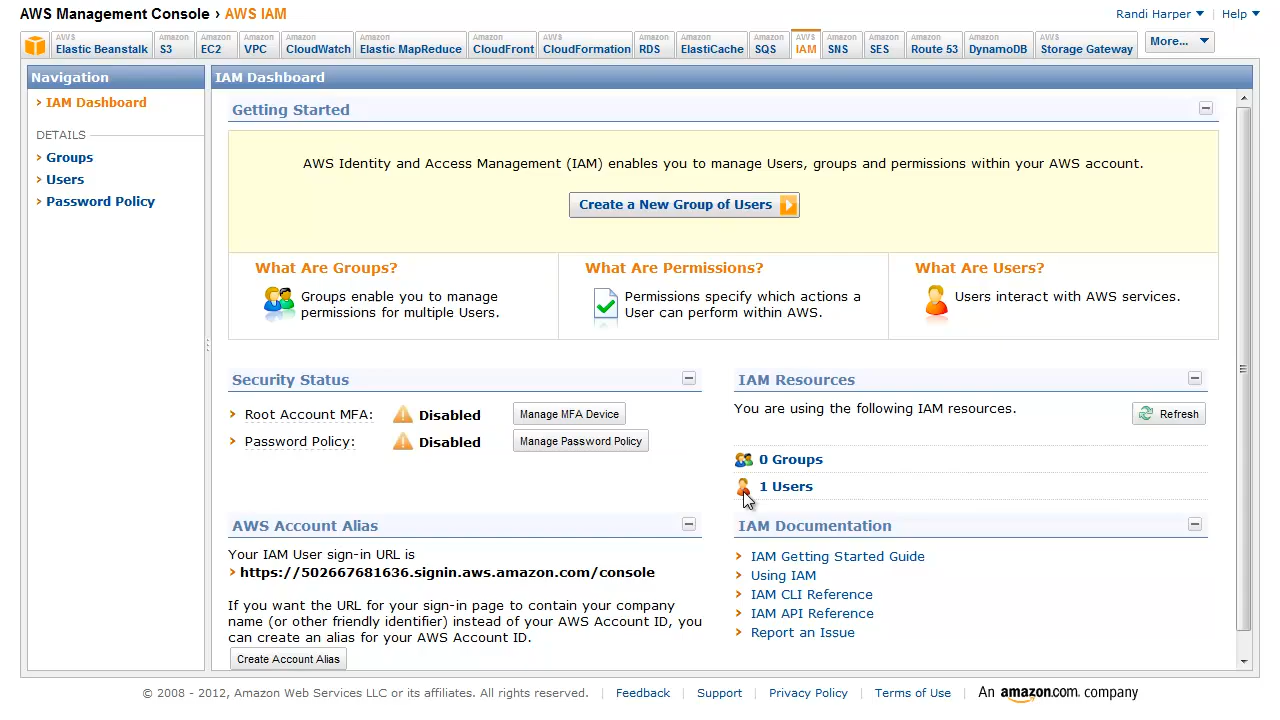 AWS Management Console › AWS IAM
Randi Harper
Help
AWS Elastic Beanstalk
Amazon S3
Amazon EC2
Amazon VPC
Amazon CloudWatch
Amazon Elastic MapReduce
Amazon CloudFront
AWS CloudFormation
Amazon RDS
Amazon ElastiCache
Amazon SQS
AWS IAM
Amazon SNS
Amazon SES
Amazon Route 53
Amazon DynamoDB
AWS Storage Gateway
More...
Navigation
IAM Dashboard
DETAILS
Groups
Users
Password Policy
IAM Dashboard
Getting Started
AWS Identity and Access Management (IAM) enables you to manage Users, groups and permissions within your AWS account.
Create a New Group of Users
What Are Groups?
Groups enable you to manage
permissions for multiple Users.
What Are Permissions?
Permissions specify which actions a
User can perform within AWS.
What Are Users?
Users interact with AWS services.
Security Status
Root Account MFA: Disabled Manage MFA Device
Password Policy: Disabled Manage Password Policy
IAM Resources
You are using the following IAM resources.
Refresh
0 Groups
1 Users
AWS Account Alias
Your IAM User sign-in URL is
https://502667681636.signin.aws.amazon.com/console
If you want the URL for your sign-in page to contain your company
name (or other friendly identifier) instead of your AWS Account ID, you
can create an alias for your AWS Account ID.
Create Account Alias
IAM Documentation
IAM Getting Started Guide
Using IAM
IAM CLI Reference
IAM API Reference
Report an Issue
© 2008 - 2012, Amazon Web Services LLC or its affiliates. All rights reserved. | Feedback | Support | Privacy Policy | Terms of Use | An amazon.com. company